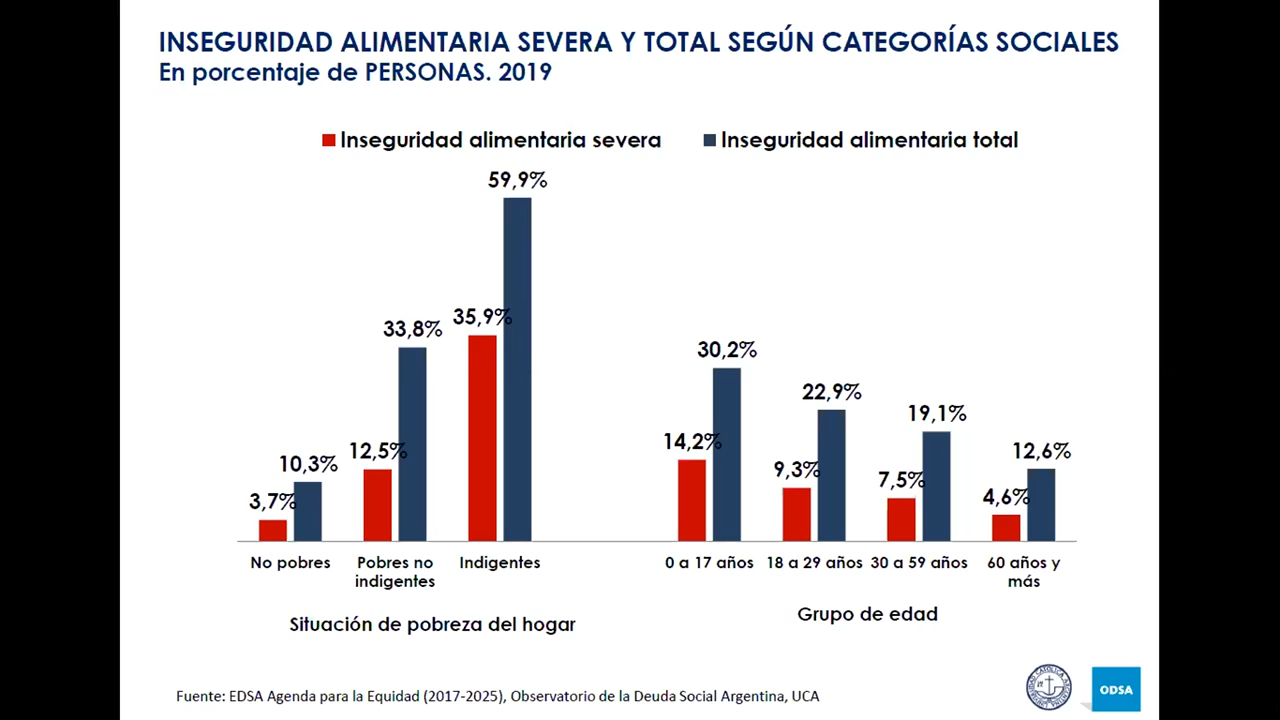 INSEGURIDAD ALIMENTARIA SEVERA Y TOTAL SEGÚN CATEGORÍAS SOCIALES
En porcentaje de PERSONAS. 2019
Inseguridad alimentaria severa
Inseguridad alimentaria total
3,7%
10,3%
12,5%
33,8%
35,9%
59,9%
14,2%
30,2%
9,3%
22,9%
7,5%
19,1%
4,6%
12,6%
No pobres
Pobres no
indigentes
Indigentes
0 a 17 años
18 a 29 años
30 a 59 años
60 años y
más
Situación de pobreza del hogar
Grupo de edad
Fuente: EDSA Agenda para la Equidad (2017-2025), Observatorio de la Deuda Social Argentina, UCA
ODSA